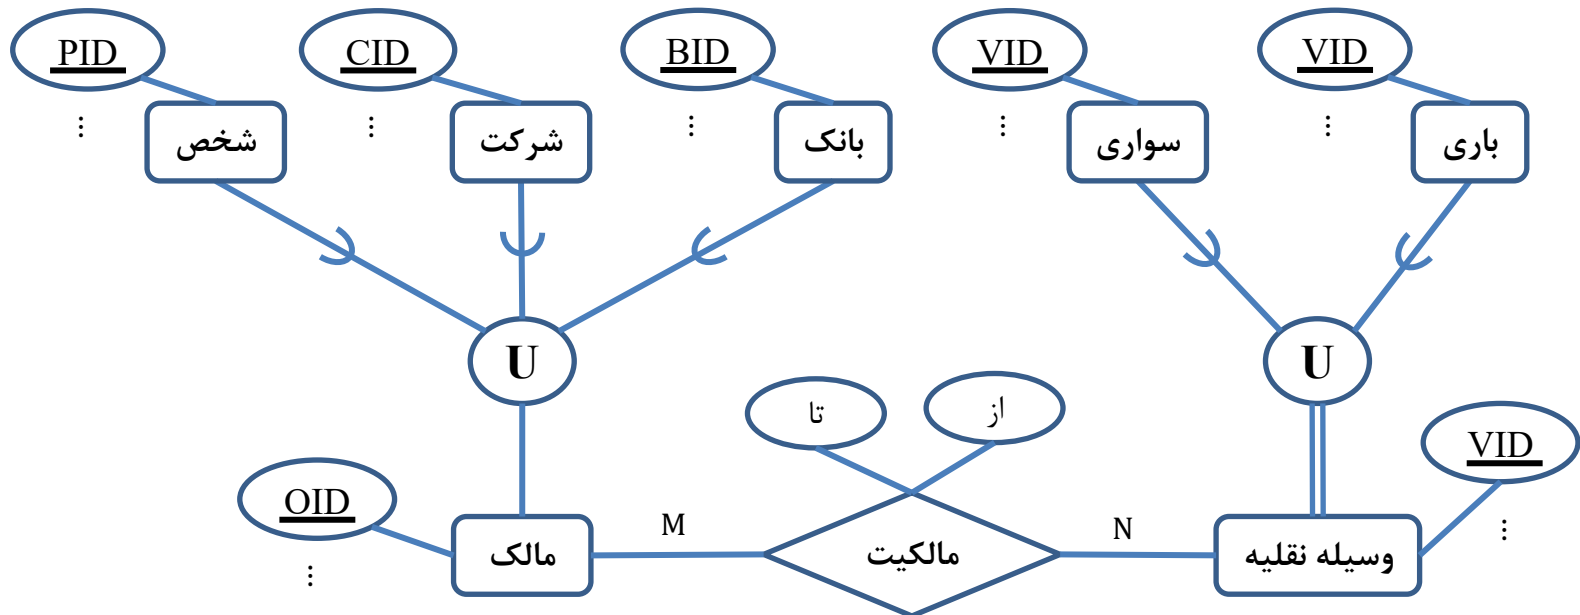 PID
CID
BID
VID
VID
شخص
شرکت
بانک
سواری
باری
⋮
⋮
⋮
⋮
⋮
U
U
تا
از
VID
OID
مالک
M
مالکیت
N
وسیله نقلیه
⋮
⋮